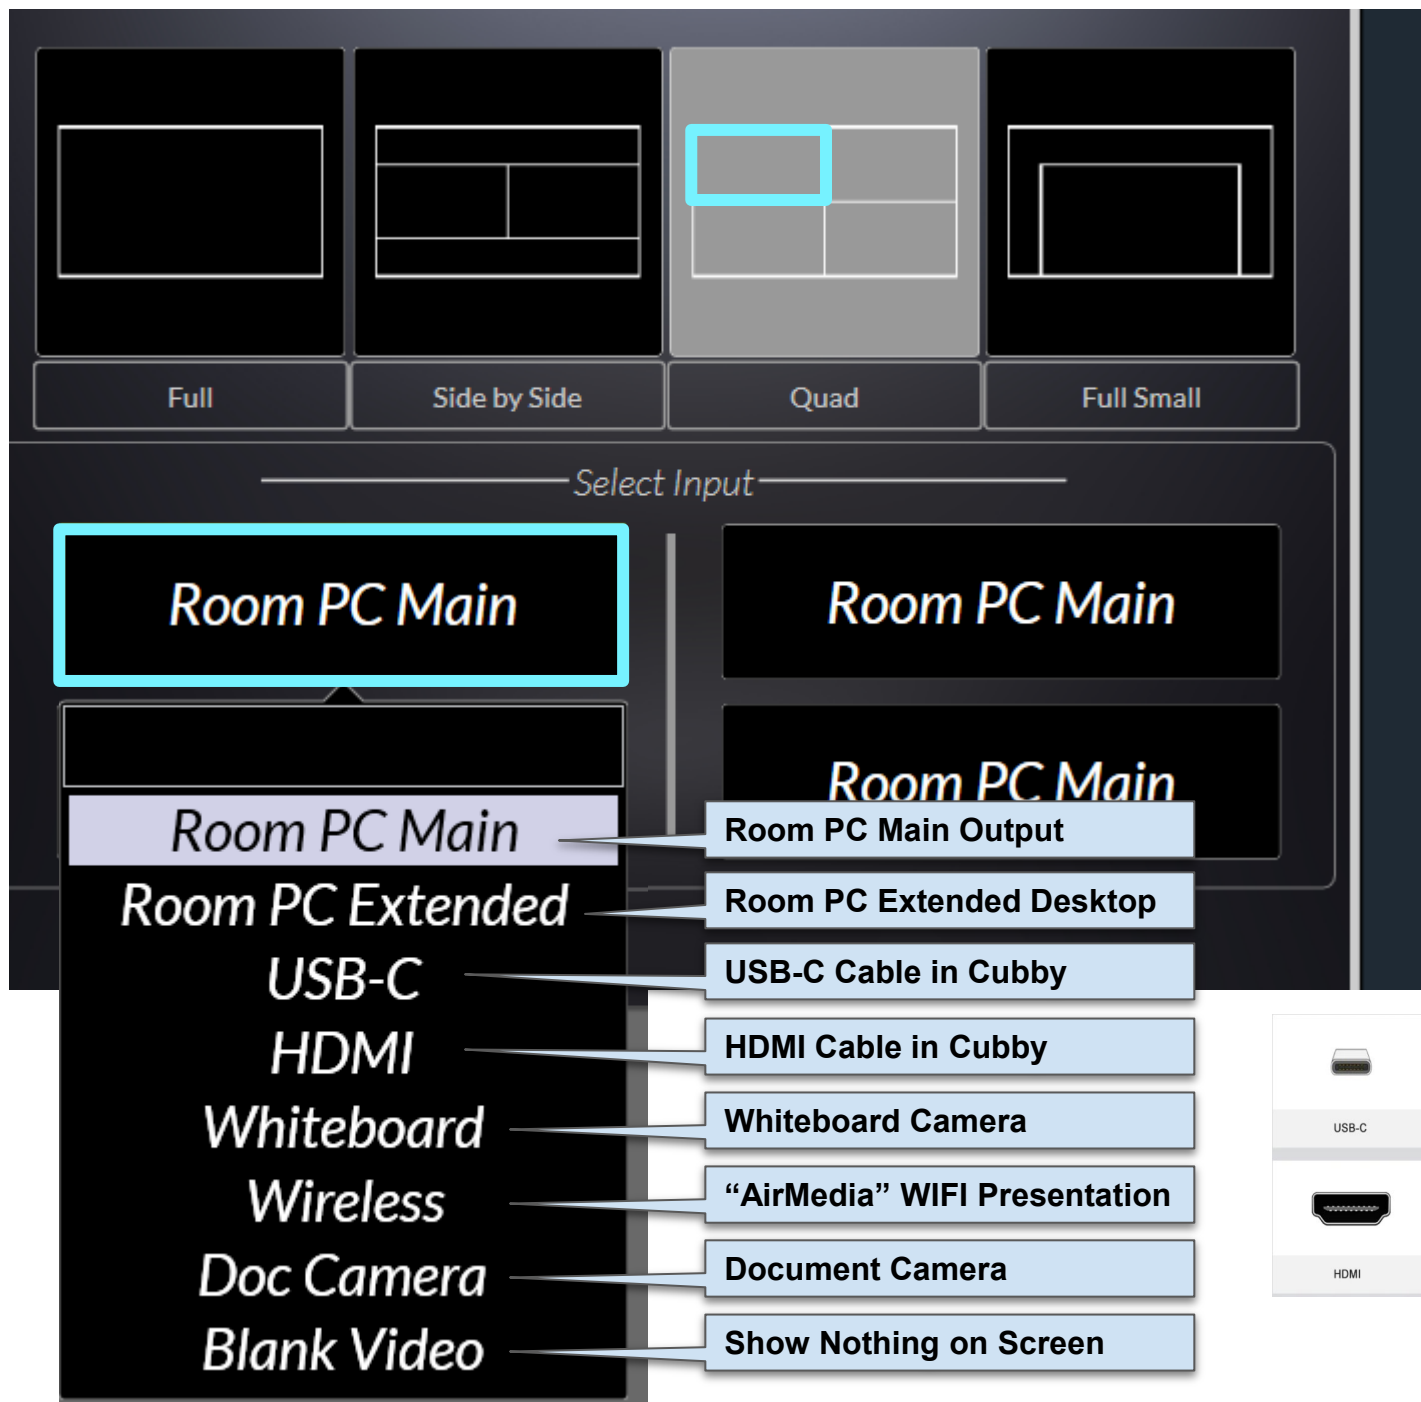 Full
Side by Side
Quad
Full Small
Select Input
Room PC Main
Room PC Main
Room PC Main
Room PC Main
Room PC Main Output
Room PC Extended
Room PC Extended Desktop
USB-C
USB-C Cable in Cubby
HDMI
HDMI Cable in Cubby
Whiteboard
Whiteboard Camera
Wireless
“AirMedia” WIFI Presentation
Doc Camera
Document Camera
Blank Video
Show Nothing on Screen
USB-C
HDMI